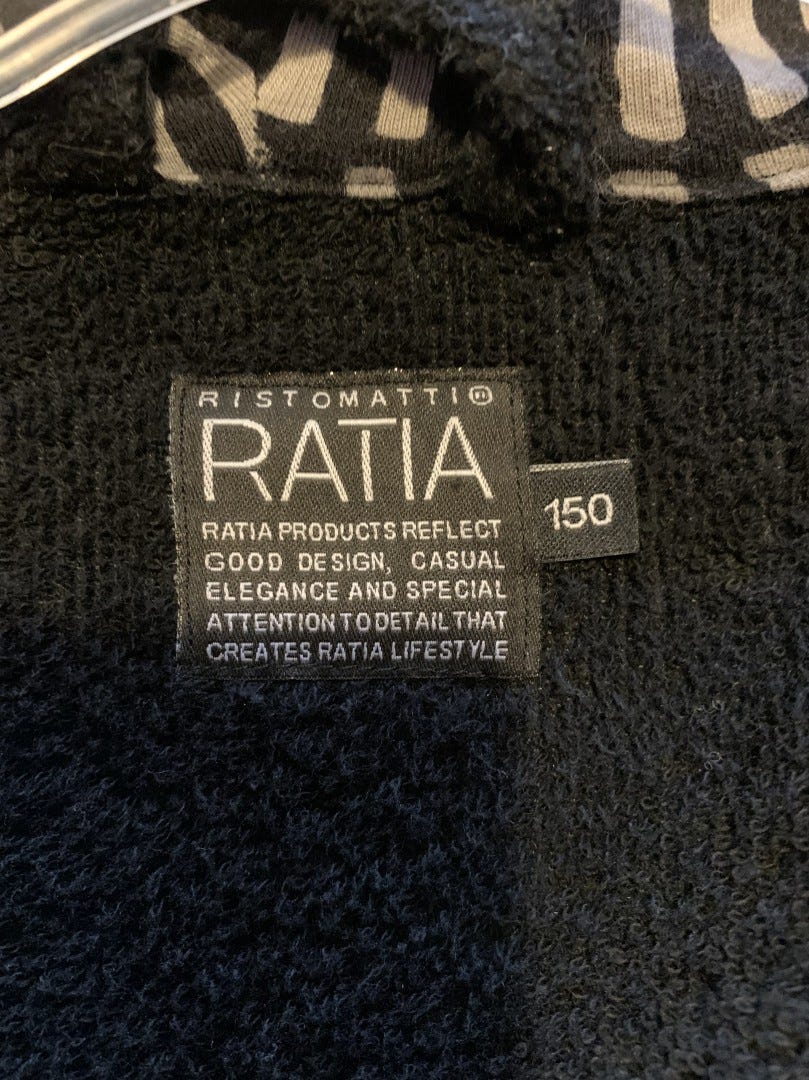 RISTOMATTI
RATIA
RATIA PRODUCTS REFLECT
GOOD DESIGN, CASUAL
ELEGANCE AND SPECIAL
ATTENTION TO DETAIL THAT
CREATES RATIA LIFESTYLE
150